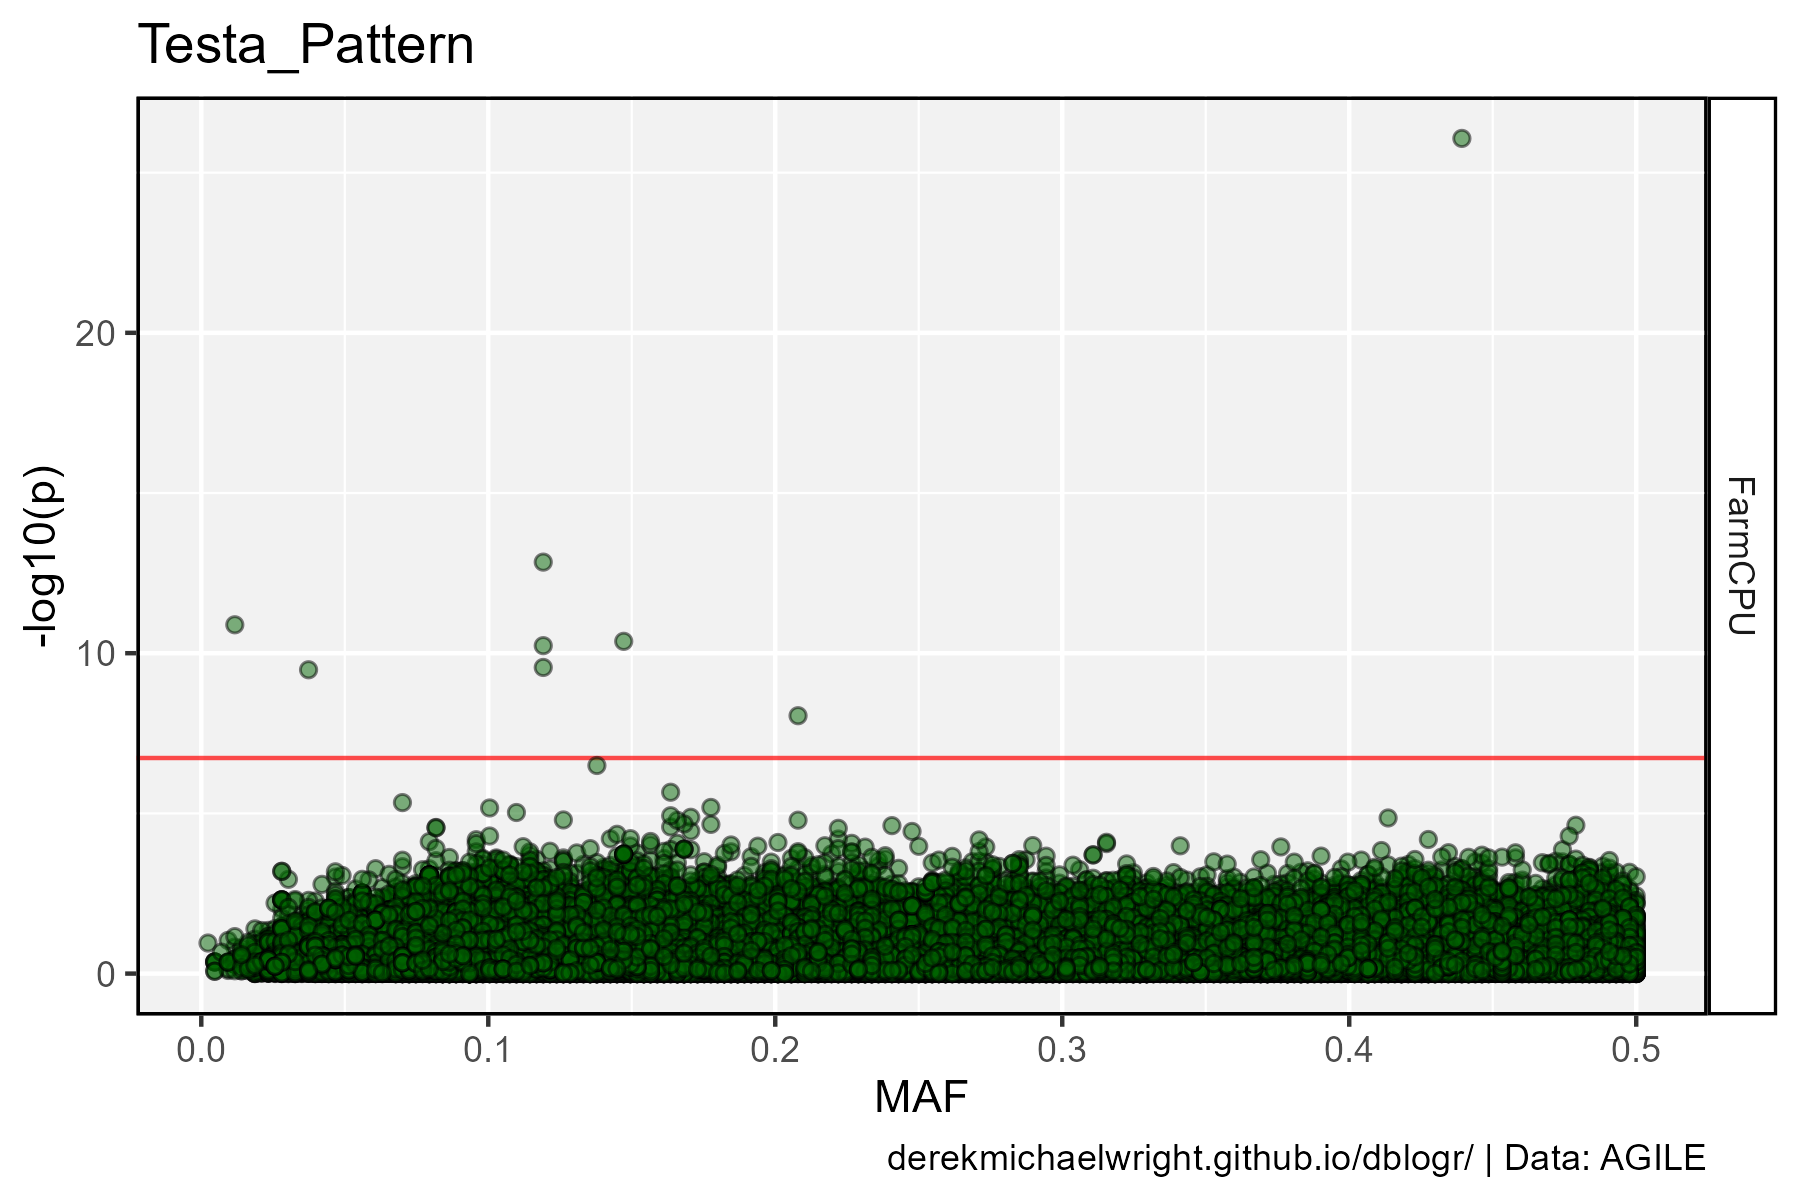 Testa_Pattern
-log10(p)
20
10
0
FarmCPU
0.0 0.1 0.2 0.3 0.4 0.5
MAF
derekmichaelwright.github.io/dblogr/ | Data: AGILE